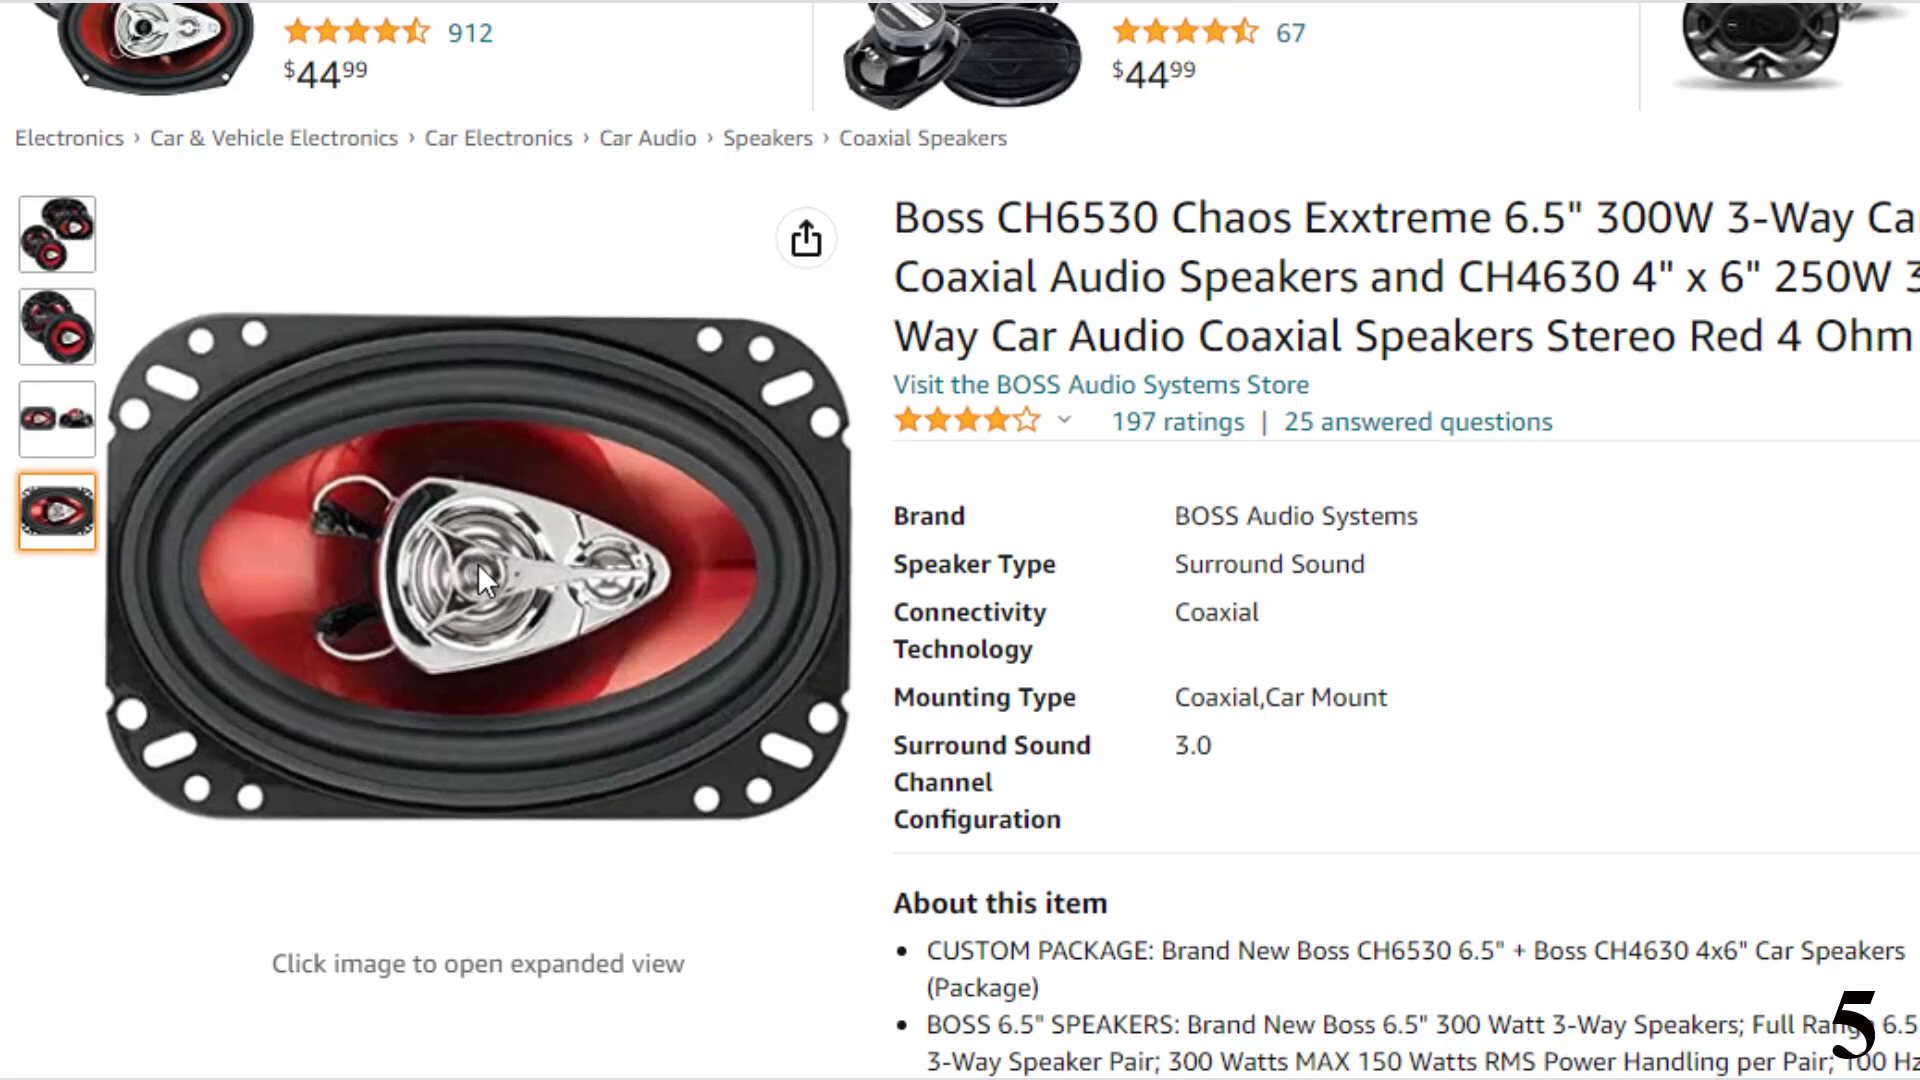 912
$44⁹⁹
67
$44⁹⁹
Electronics › Car & Vehicle Electronics › Car Electronics › Car Audio › Speakers › Coaxial Speakers
Boss CH6530 Chaos Exxtreme 6.5" 300W 3-Way
Coaxial Audio Speakers and CH4630 4" x 6" 250W
Way Car Audio Coaxial Speakers Stereo Red 4 Ohm
Visit the BOSS Audio Systems Store
197 ratings | 25 answered questions
Brand BOSS Audio Systems
Speaker Type Surround Sound
Connectivity Coaxial
Technology
Mounting Type Coaxial,Car Mount
Surround Sound 3.0
Channel
Configuration
About this item
Click image to open expanded view
• CUSTOM PACKAGE: Brand New Boss CH6530 6.5" + Boss CH4630 4x6" Car Speakers
(Package)
• BOSS 6.5" SPEAKERS: Brand New Boss 6.5" 300 Watt 3-Way Speakers; Full Range 6.5
3-Way Speaker Pair; 300 Watts MAX 150 Watts RMS Power Handling per Pair; 100 Hz
5